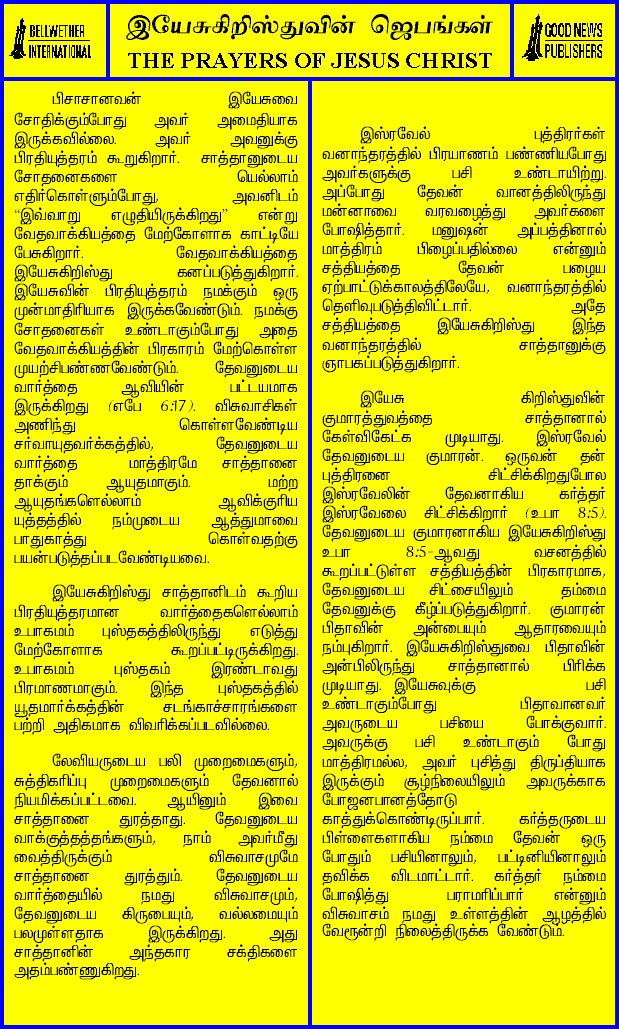 BELLWETHER
INTERNATIONAL
இயேசுகிறிஸ்துவின் ஜெபங்கள்
THE PRAYERS OF JESUS CHRIST
GOOD NEWS
PUBLISHERS
பிசாசானவன் இயேசுவை
சோதிக்கும்போது அவர் அமைதியாக
இருக்கவில்லை. அவர் அவனுக்கு
பிரதியுத்தரம் கூறுகிறார். சாத்தானுடைய
சோதனைகளை யெல்லாம்
எதிர்கொள்ளும்போது, அவனிடம்
“இவ்வாறு எழுதியிருக்கிறது” என்று
வேதவாக்கியத்தை மேற்கோளாக காட்டியே
பேசுகிறார். வேதவாக்கியத்தை
இயேசுகிறிஸ்து கனப்படுத்துகிறார்.
இயேசுவின் பிரதியுத்தரம் நமக்கும் ஒரு
முன்மாதிரியாக இருக்கவேண்டும். நமக்கு
சோதனைகள் உண்டாகும்போது அதை
வேதவாக்கியத்தின் பிரகாரம் மேற்கொள்ள
முயற்சிபண்ணவேண்டும். தேவனுடைய
வார்த்தை ஆவியின் பட்டயமாக
இருக்கிறது (எபே 6:17). விசுவாசிகள்
அணிந்து கொள்ளவேண்டிய
சர்வாயுதவர்க்கத்தில், தேவனுடைய
வார்த்தை மாத்திரமே சாத்தானை
தாக்கும் ஆயுதமாகும். மற்ற
ஆயுதங்களெல்லாம் ஆவிக்குரிய
யுத்தத்தில் நம்முடைய ஆத்துமாவை
பாதுகாத்து கொள்வதற்கு
பயன்படுத்தப்படவேண்டியவை.
இயேசுகிறிஸ்து சாத்தானிடம் கூறிய
பிரதியுத்தரமான வார்த்தைகளெல்லாம்
உபாகமம் புஸ்தகத்திலிருந்து எடுத்து
மேற்கோளாக கூறப்பட்டிருக்கிறது.
உபாகமம் புஸ்தகம் இரண்டாவது
பிரமாணமாகும். இந்த புஸ்தகத்தில்
யூதமார்க்கத்தின் சடங்காச்சாரங்களை
பற்றி அதிகமாக விவரிக்கப்படவில்லை.
லேவியருடைய பலி முறைமைகளும்,
சுத்திகரிப்பு முறைமைகளும் தேவனால்
நியமிக்கப்பட்டவை. ஆயினும் இவை
சாத்தானை துரத்தாது. தேவனுடைய
வாக்குத்தத்தங்களும், நாம் அவர்மீது
வைத்திருக்கும் விசுவாசமுமே
சாத்தானை துரத்தும். தேவனுடைய
வார்த்தையில் நமது விசுவாசமும்,
தேவனுடைய கிருபையும், வல்லமையும்
பலமுள்ளதாக இருக்கிறது. அது
சாத்தானின் அந்தகார சக்திகளை
அதம்பண்ணுகிறது.
இஸ்ரவேல் புத்திரர்கள்
வனாந்தரத்தில் பிரயாணம் பண்ணியபோது
அவர்களுக்கு பசி உண்டாயிற்று.
அப்போது தேவன் வானத்திலிருந்து
மன்னாவை வரவழைத்து அவர்களை
போஷித்தார். மனுஷன் அப்பத்தினால்
மாத்திரம் பிழைப்பதில்லை என்னும்
சத்தியத்தை தேவன் பழைய
ஏற்பாட்டுக்காலத்திலேயே, வனாந்தரத்தில்
தெளிவுபடுத்திவிட்டார். அதே
சத்தியத்தை இயேசுகிறிஸ்து இந்த
வனாந்தரத்தில் சாத்தானுக்கு
ஞாபகப்படுத்துகிறார்.
இயேசு கிறிஸ்துவின்
குமாரத்துவத்தை சாத்தானால்
கேள்விகேட்க முடியாது. இஸ்ரவேல்
தேவனுடைய குமாரன். ஒருவன் தன்
புத்திரனை சிட்சிக்கிறதுபோல
இஸ்ரவேலின் தேவனாகிய கர்த்தர்
இஸ்ரவேலை சிட்சிக்கிறார் (உபா 8:5).
தேவனுடைய குமாரனாகிய இயேசுகிறிஸ்து
உபா 8:5-ஆவது வசனத்தில்
கூறப்பட்டுள்ள சத்தியத்தின் பிரகாரமாக,
தேவனுடைய சிட்சையிலும் தம்மை
தேவனுக்கு கீழ்ப்படுத்துகிறார். குமாரன்
பிதாவின் அன்பையும் ஆதாரவையும்
நம்புகிறார். இயேசுகிறிஸ்துவை பிதாவின்
அன்பிலிருந்து சாத்தானால் பிரிக்க
முடியாது. இயேசுவுக்கு பசி
உண்டாகும்போது பிதாவானவர்
அவருடைய பசியை போக்குவார்.
அவருக்கு பசி உண்டாகும் போது
மாத்திரமல்ல, அவர் புசித்து திருப்தியாக
இருக்கும் சூழ்நிலையிலும் அவருக்காக
போஜனபானத்தோடு
காத்துக்கொண்டிருப்பார். கர்த்தருடைய
பிள்ளைகளாகிய நம்மை தேவன் ஒரு
போதும் பசியினாலும், பட்டினியினாலும்
தவிக்க விடமாட்டார். கர்த்தர் நம்மை
போஷித்து பராமரிப்பார் என்னும்
விசுவாசம் நமது உள்ளத்தின் ஆழத்தில்
வேரூன்றி நிலைத்திருக்க வேண்டும்.